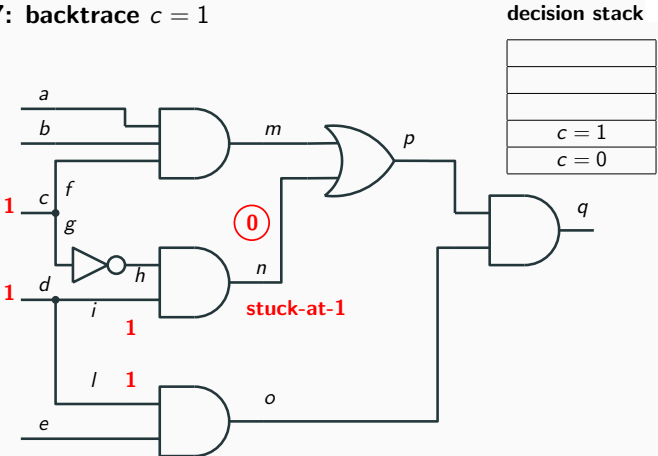 7: backtrace c = 1
decision stack
c = 1
c = 0
a
b
m
p
f
1 c
g
0
q
h
n
1 d
i
stuck-at-1
1
l 1
o
e